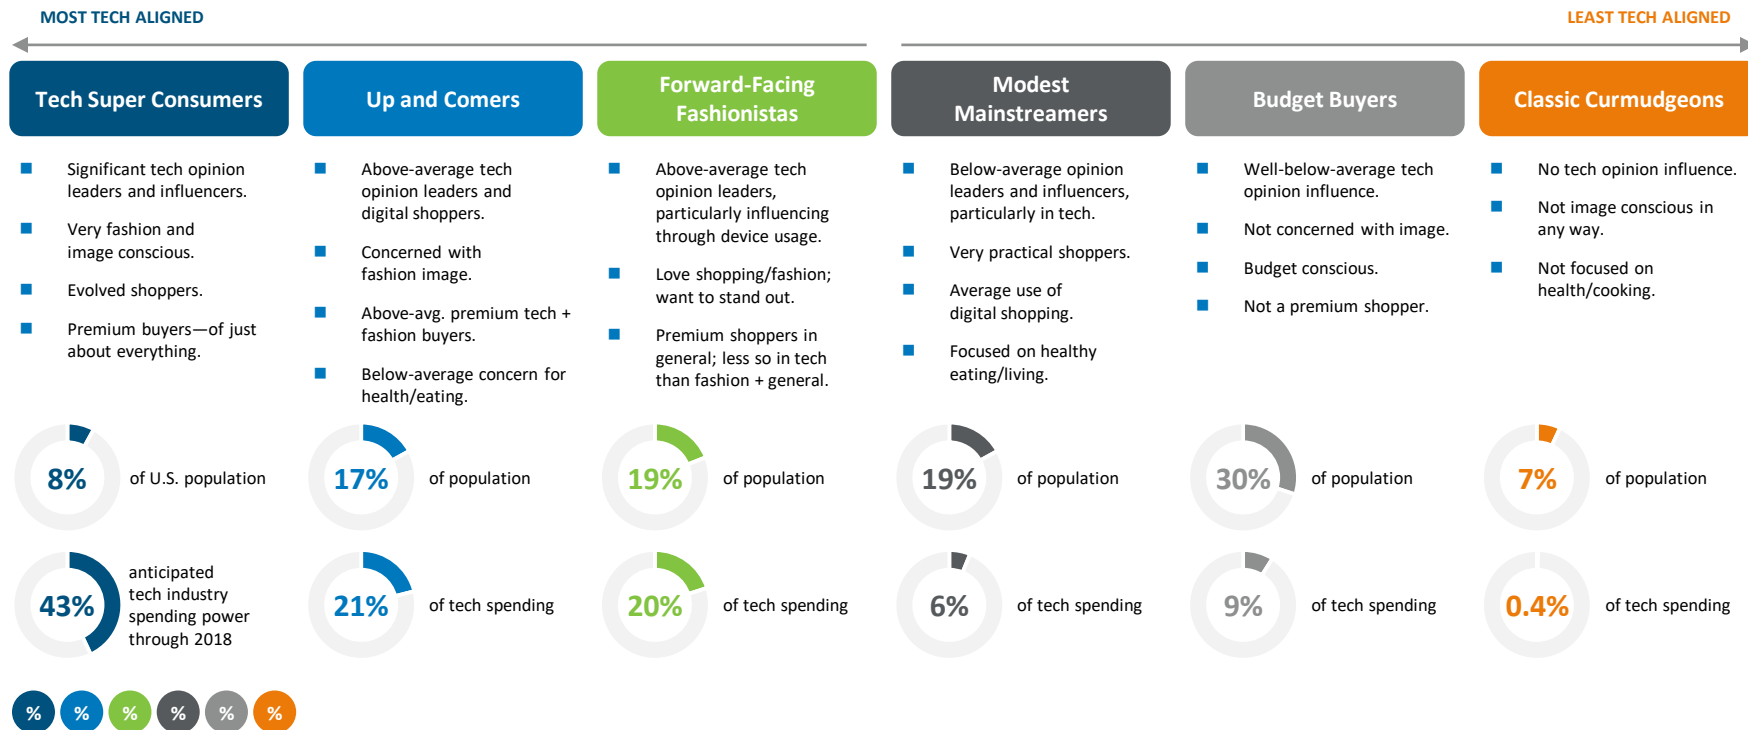 MOST TECH ALIGNED
LEAST TECH ALIGNED
Tech Super Consumers
Significant tech opinion
leaders and influencers.
Very fashion and
image conscious.
Evolved shoppers.
Premium buyers—of just
about everything.
8%
of U.S. population
43%
anticipated
tech industry
spending power
through 2018
Up and Comers
Above-average tech
opinion leaders and
digital shoppers.
Concerned with
fashion image.
Above-avg. premium tech +
fashion buyers.
Below-average concern for
health/eating.
17%
of population
21%
of tech spending
Forward-Facing
Fashionistas
Above-average tech
opinion leaders,
particularly influencing
through device usage.
Love shopping/fashion;
want to stand out.
Premium shoppers in
general; less so in tech
than fashion + general.
19%
of population
20%
of tech spending
Modest
Mainstreamers
Below-average opinion
leaders and influencers,
particularly in tech.
Very practical shoppers.
Average use of
digital shopping.
Focused on healthy
eating/living.
19%
of population
6%
of tech spending
Budget Buyers
Well-below-average tech
opinion influence.
Not concerned with image.
Budget conscious.
Not a premium shopper.
30%
of population
9%
of tech spending
Classic Curmudgeons
No tech opinion influence.
Not image conscious in
any way.
Not focused on
health/cooking.
7%
of population
0.4%
of tech spending
% % % % % %